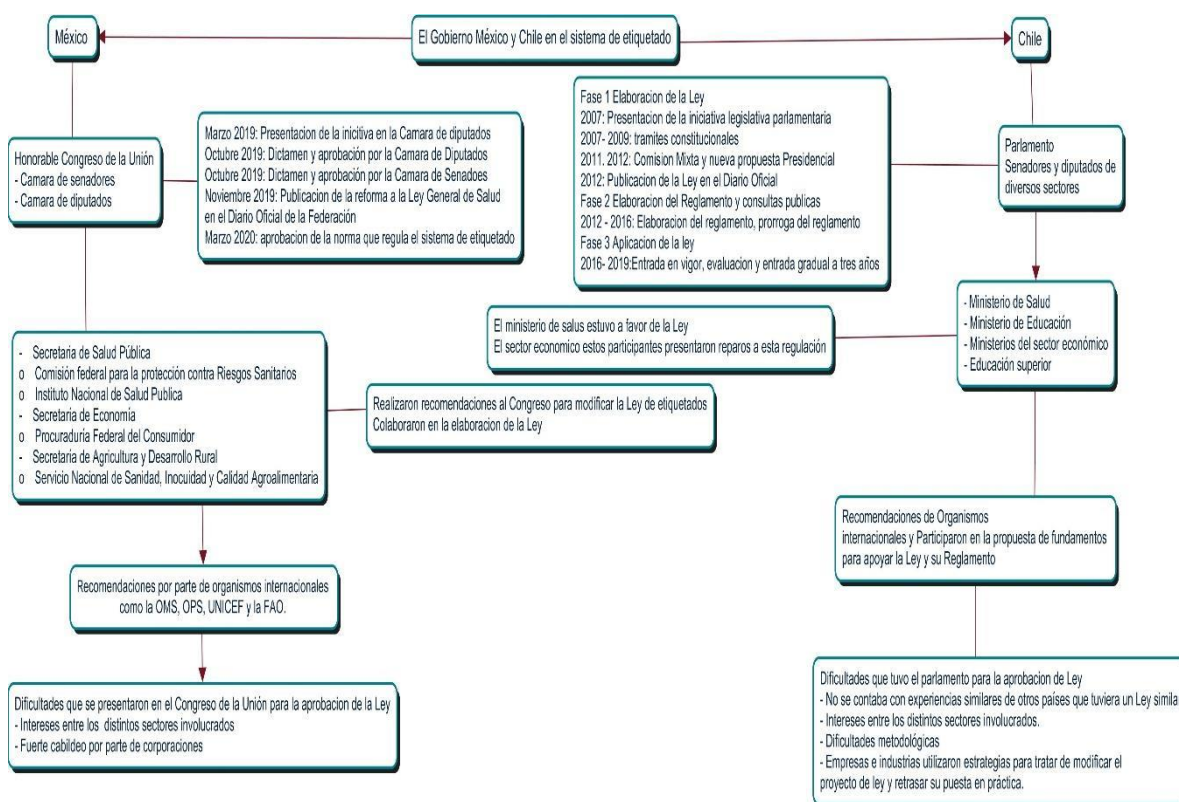 El Gobierno México y Chile en el sistema de etiquetado
México
Honorable Congreso de la Unión
- Camara de senadores
- Camara de diputados
Marzo 2019: Presentacion de la inicitiva en la Camara de diputados
Octubre 2019: Dictamen y aprobación por la Camara de Diputados
Octubre 2019: Dictamen y aprobación por la Camara de Senadoes
Noviembre 2019: Publicacion de la reforma a la Ley General de Salud
en el Diario Oficial de la Federación
Marzo 2020: aprobacion de la norma que regula el sistema de etiquetado
- Secretaria de Salud Pública
o Comisión federal para la protección contra Riesgos Sanitarios
o Instituto Nacional de Salud Publica
- Secretaría de Economía
o Procuraduría Federal del Consumidor
- Secretaría de Agricultura y Desarrollo Rural
o Servicio Nacional de Sanidad, Inocuidad y Calidad Agroalimentaria
Realizaron recomendaciones al Congreso para modificar la Ley de etiquetados
Colaboraron en la elaboracion de la Ley
Recomendaciones por parte de organismos internacionales
como la OMS, OPS, UNICEF y la FAO.
Dificultades que se presentaron en el Congreso de la Unión para la aprobacion de la Ley
- Intereses entre los distintos sectores involucrados
- Fuerte cabildeo por parte de corporaciones
Chile
Fase 1 Elaboracion de la Ley
2007: Presentacion de la iniciativa legislativa parlamentaria
2007- 2009: tramites constitucionales
2011. 2012: Comision Mixta y nueva propuesta Presidencial
2012: Publicacion de la Ley en el Diario Oficial
Fase 2 Elaboracion del Reglamento y consultas publicas
2012 - 2016: Elaboracion del reglamento, prorroga del reglamento
Fase 3 Aplicacion de la ley
2016- 2019:Entrada en vigor, evaluacion y entrada gradual a tres años
Parlamento
Senadores y diputados de
diversos sectores
- Ministerio de Salud
- Ministerio de Educación
- Ministerios del sector económico
- Educación superior
El ministerio de salus estuvo a favor de la Ley
El sector economico estos participantes presentaron reparos a esta regulación
Recomendaciones de Organismos
internacionales y Participaron en la propuesta de fundamentos
para apoyar la Ley y su Reglamento
Dificultades que tuvo el parlamento para la aprobacion de Ley
- No se contaba con experiencias similares de otros países que tuviera un Ley similar
- Intereses entre los distintos sectores involucrados.
- Dificultades metodológicas
- Empresas e industrias utilizaron estrategias para tratar de modificar el
proyecto de ley y retrasar su puesta en práctica.